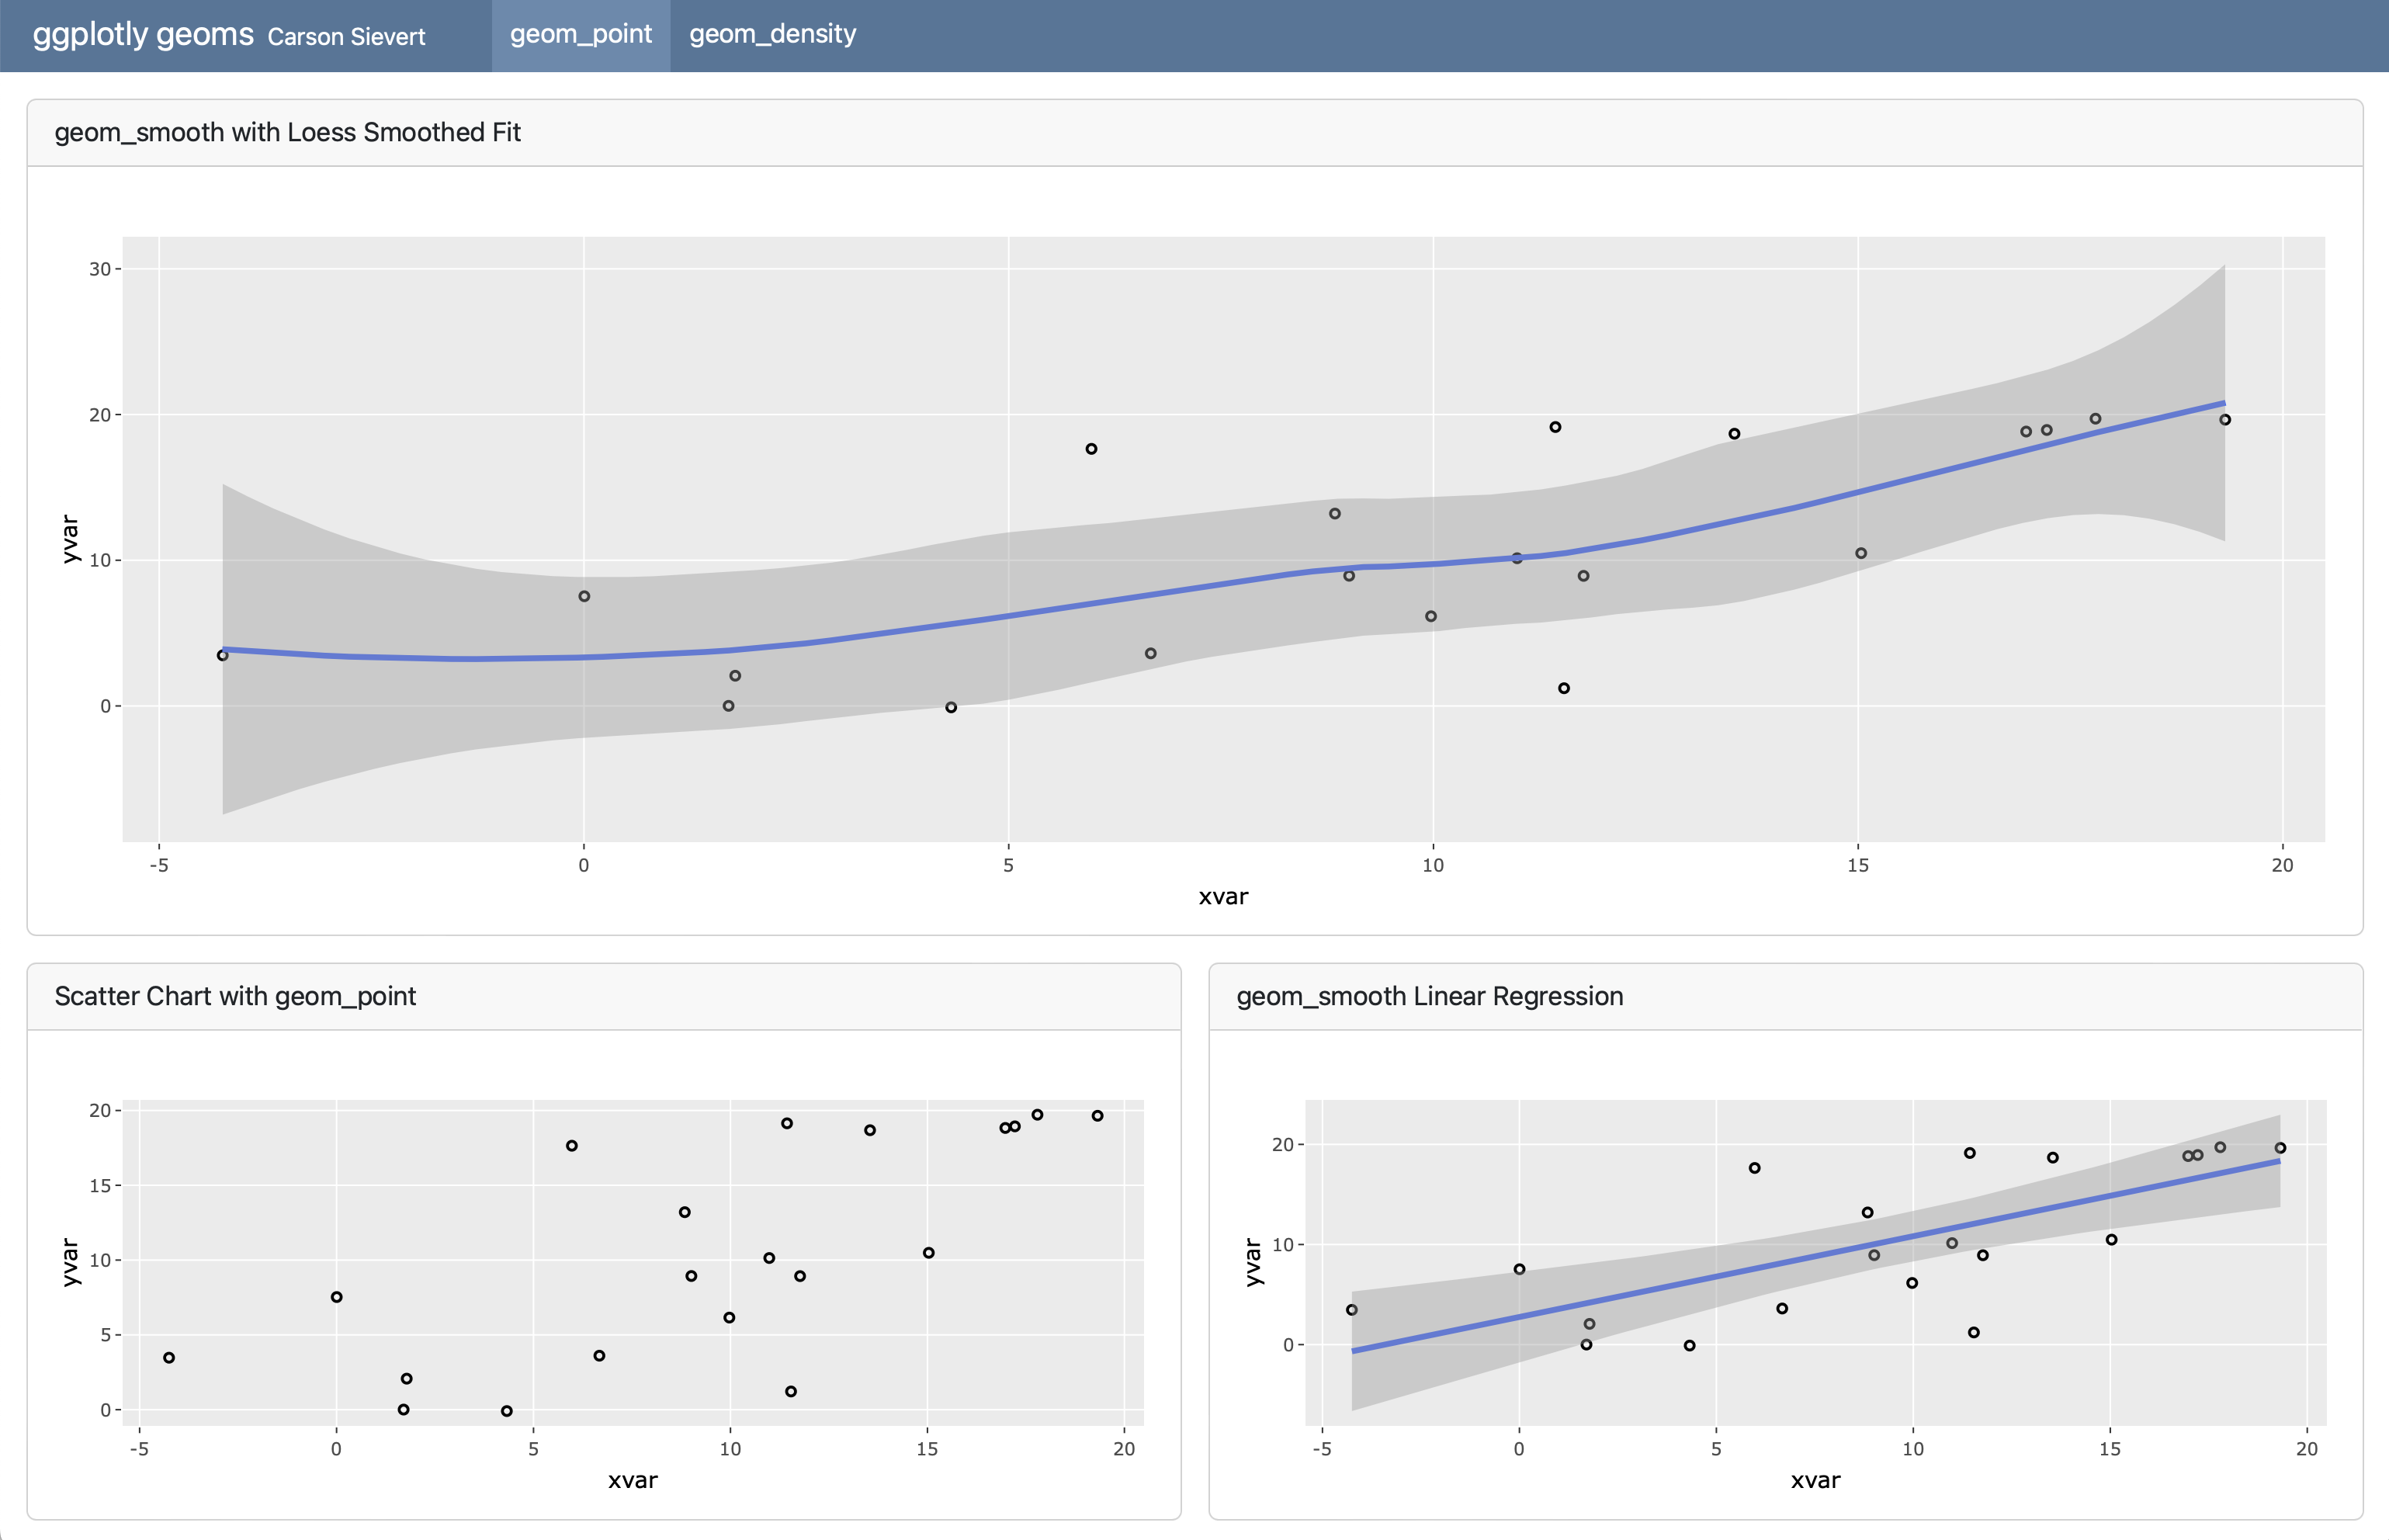 ggplotly geoms Carson Sievert geom_point geom_density
geom_smooth with Loess Smoothed Fit
30
20
10
0
yvar
-5 0 5 10 15 20
xvar
Scatter Chart with geom_point
20
15
10
5
0
yvar
-5 0 5 10 15 20
xvar
geom_smooth Linear Regression
20
10
0
yvar
-5 0 5 10 15 20
xvar